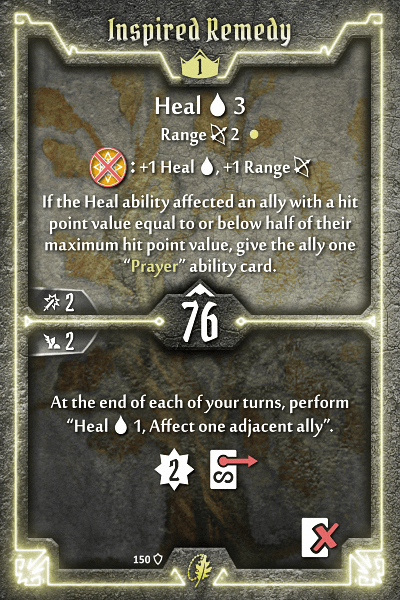 Inspired Remedy
1
Heal 3
Range 2
: +1 Heal , +1 Range
If the Heal ability affected an ally with a hit
point value equal to or below half of their
maximum hit point value, give the ally one
“Prayer” ability card.
2
76
2
At the end of each of your turns, perform
“Heal 1, Affect one adjacent ally”.
2
150